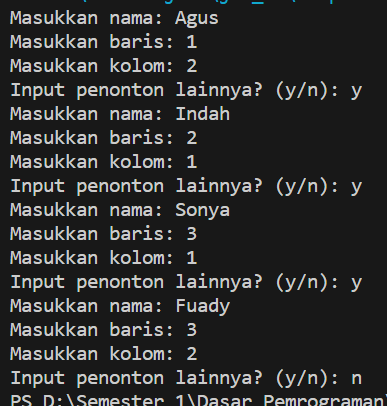 Masukkan nama: Agus
Masukkan baris: 1
Masukkan kolom: 2
Input penonton lainnya? (y/n): y
Masukkan nama: Indah
Masukkan baris: 2
Masukkan kolom: 1
Input penonton lainnya? (y/n): y
Masukkan nama: Sonya
Masukkan baris: 3
Masukkan kolom: 1
Input penonton lainnya? (y/n): y
Masukkan nama: Fuady
Masukkan baris: 3
Masukkan kolom: 2
Input penonton lainnya? (y/n): n
PS D:\Semester 1\Dasar Pemrograman